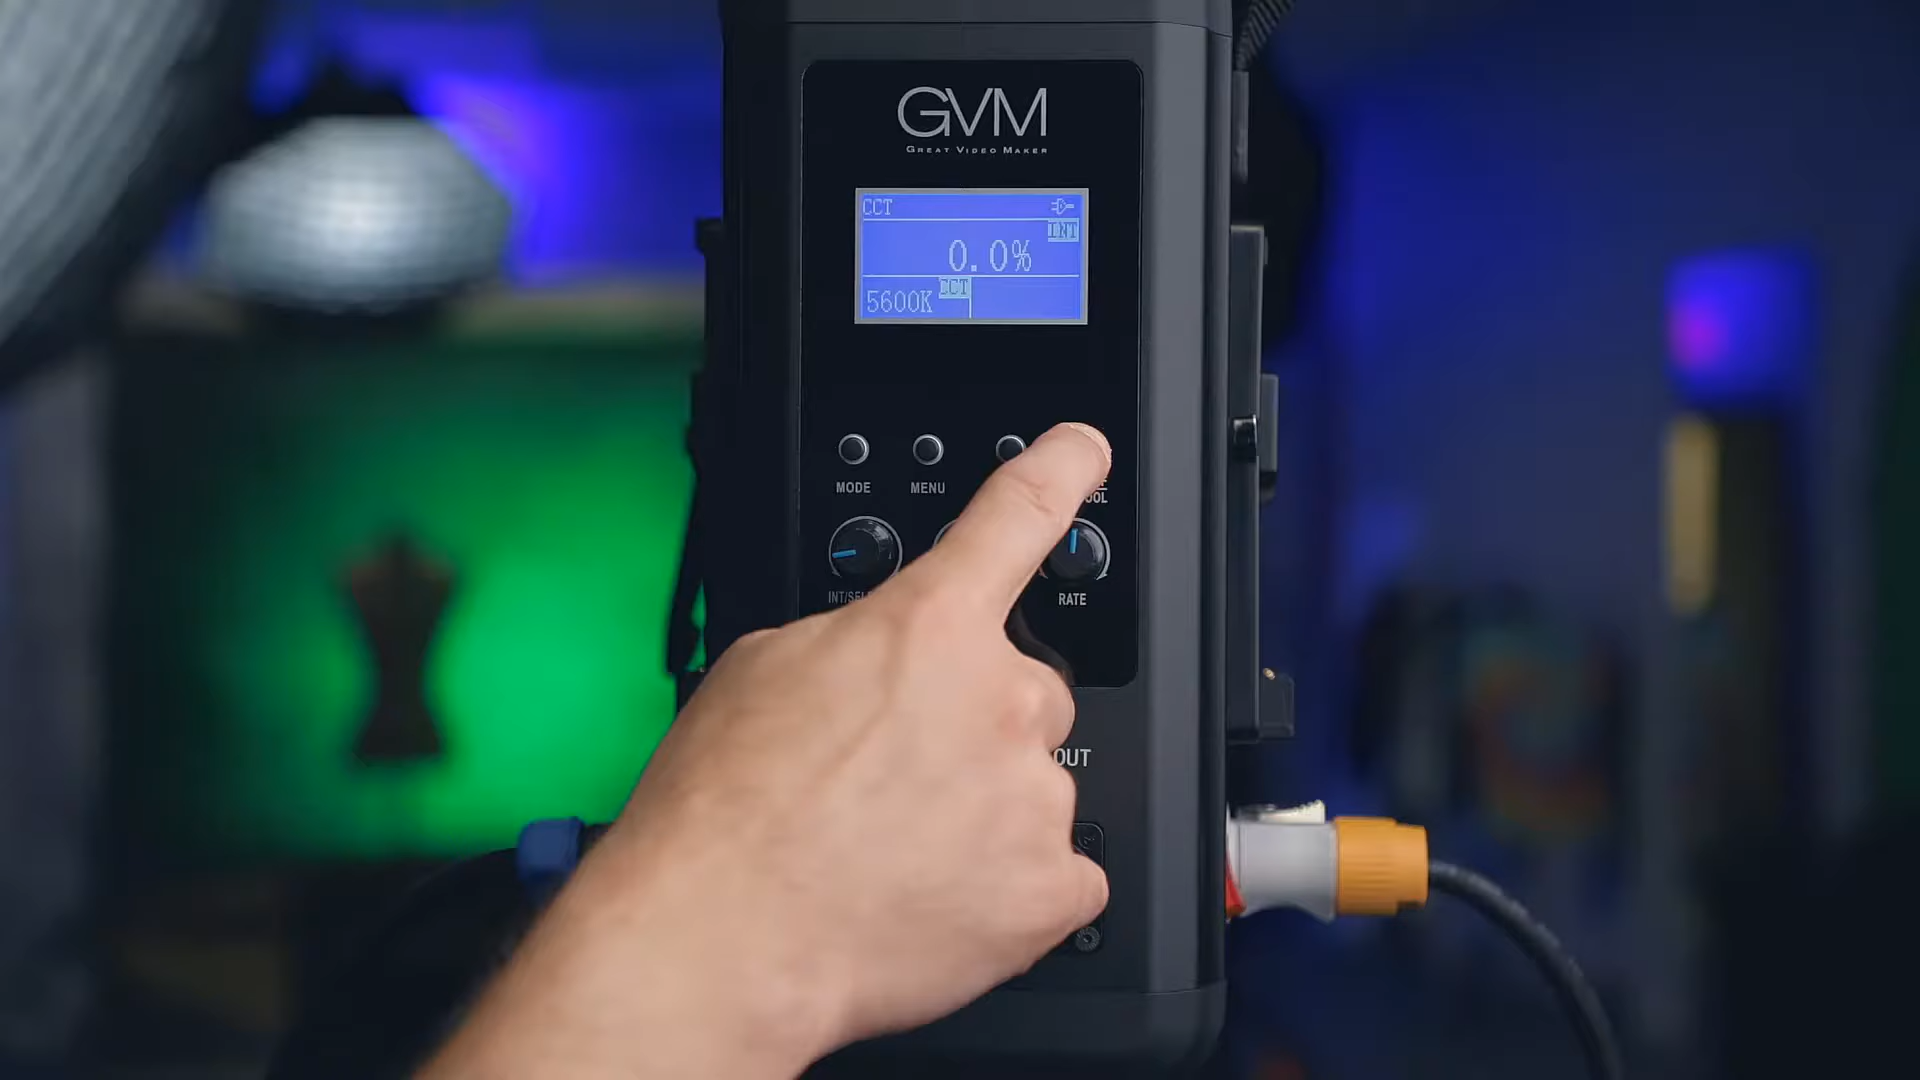 GVM
GREAT VIDEO MAKER
CCT
INT
0.0%
CCT
5600K
MODE MENU
RATE
OUT